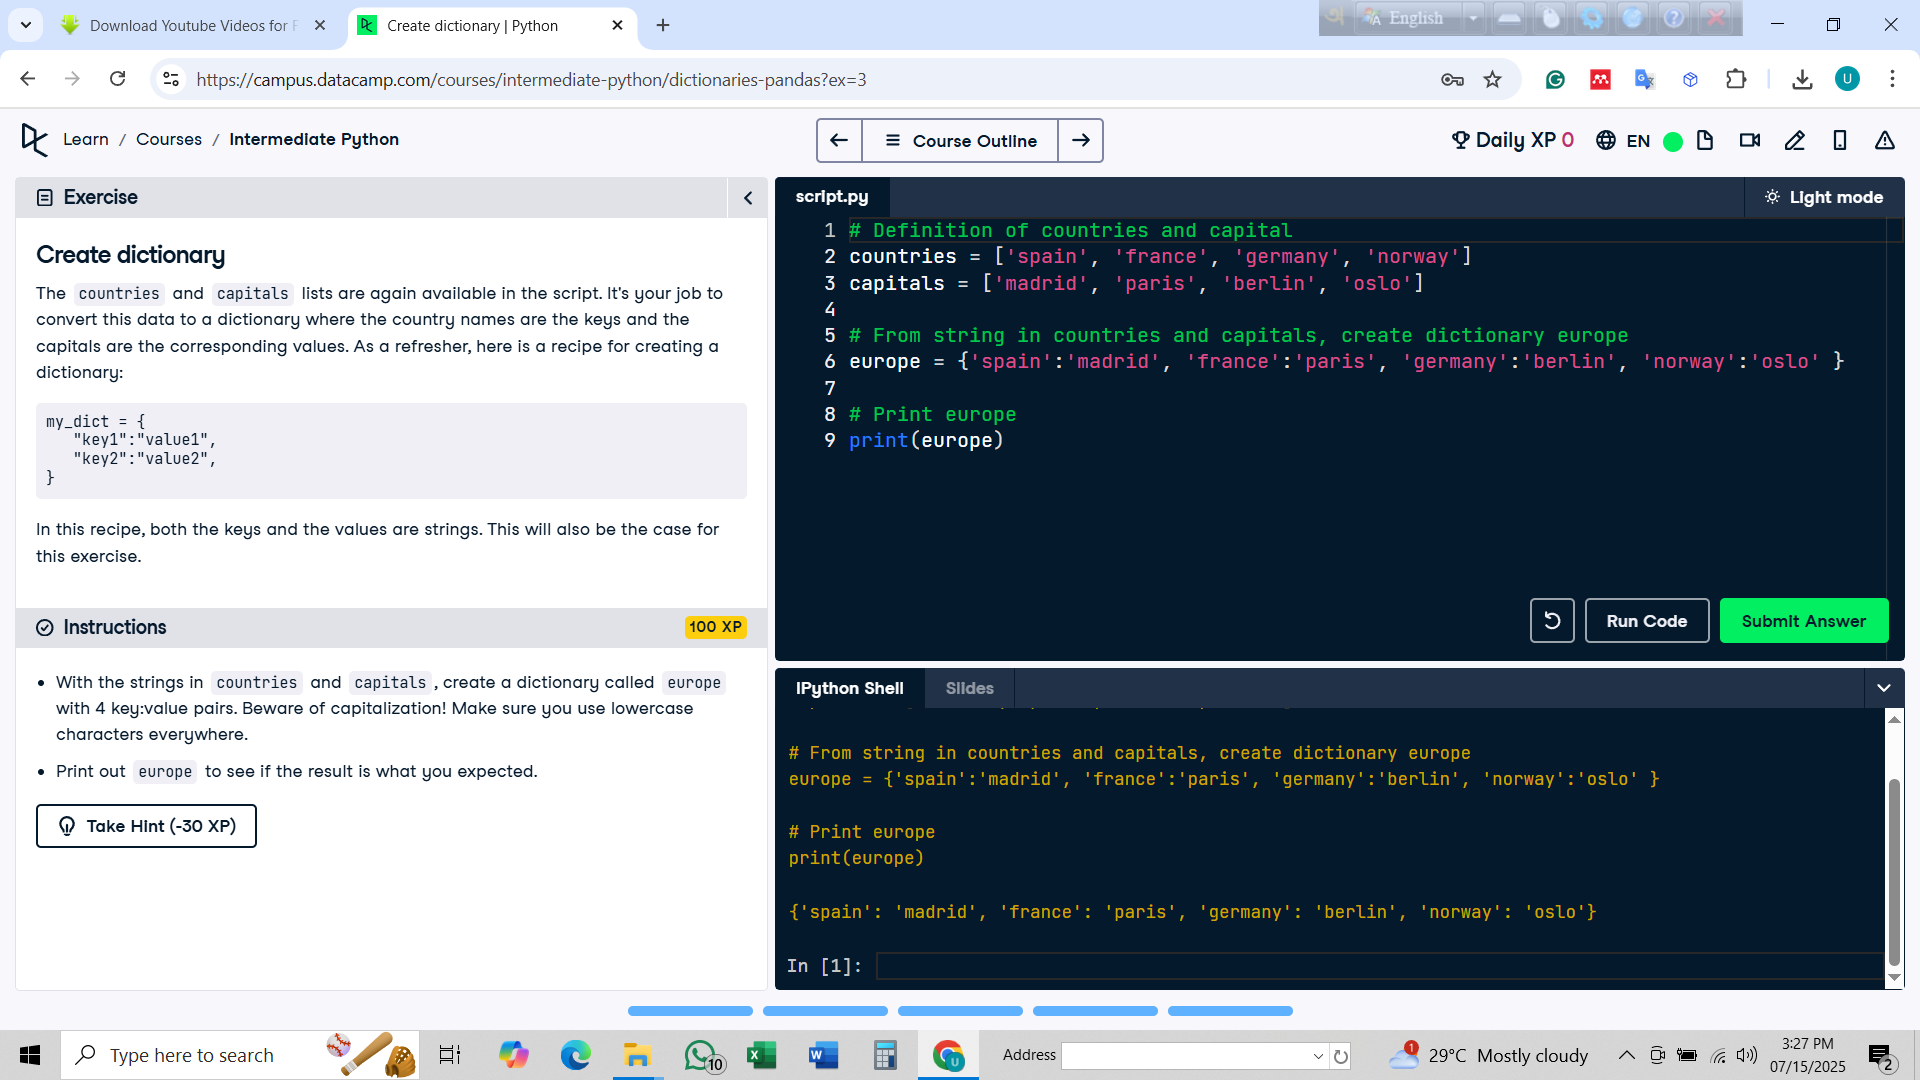 Download Youtube Videos for F
Create dictionary | Python
English
https://campus.datacamp.com/courses/intermediate-python/dictionaries-pandas?ex=3
U
Learn / Courses / Intermediate Python
Course Outline
Daily XP 0
EN
Exercise
Create dictionary
The countries and capitals lists are again available in the script. It's your job to
convert this data to a dictionary where the country names are the keys and the
capitals are the corresponding values. As a refresher, here is a recipe for creating a
dictionary:
my_dict = {
"key1":"value1",
"key2":"value2",
}
In this recipe, both the keys and the values are strings. This will also be the case for
this exercise.
Instructions
100 XP
With the strings in countries and capitals, create a dictionary called europe
with 4 key:value pairs. Beware of capitalization! Make sure you use lowercase
characters everywhere.
Print out europe to see if the result is what you expected.
Take Hint (-30 XP)
script.py
Light mode
1 # Definition of countries and capital
2 countries = ['spain', 'france', 'germany', 'norway']
3 capitals = ['madrid', 'paris', 'berlin', 'oslo']
4
5 # From string in countries and capitals, create dictionary europe
6 europe = {'spain':'madrid', 'france':'paris', 'germany':'berlin', 'norway':'oslo' }
7
8 # Print europe
9 print(europe)
Run Code
Submit Answer
IPython Shell
Slides
# From string in countries and capitals, create dictionary europe
europe = {'spain':'madrid', 'france':'paris', 'germany':'berlin', 'norway':'oslo' }
# Print europe
print(europe)
{'spain': 'madrid', 'france': 'paris', 'germany': 'berlin', 'norway': 'oslo'}
In [1]:
Type here to search
10
U
Address
1
29°C Mostly cloudy
3:27 PM
07/15/2025
2